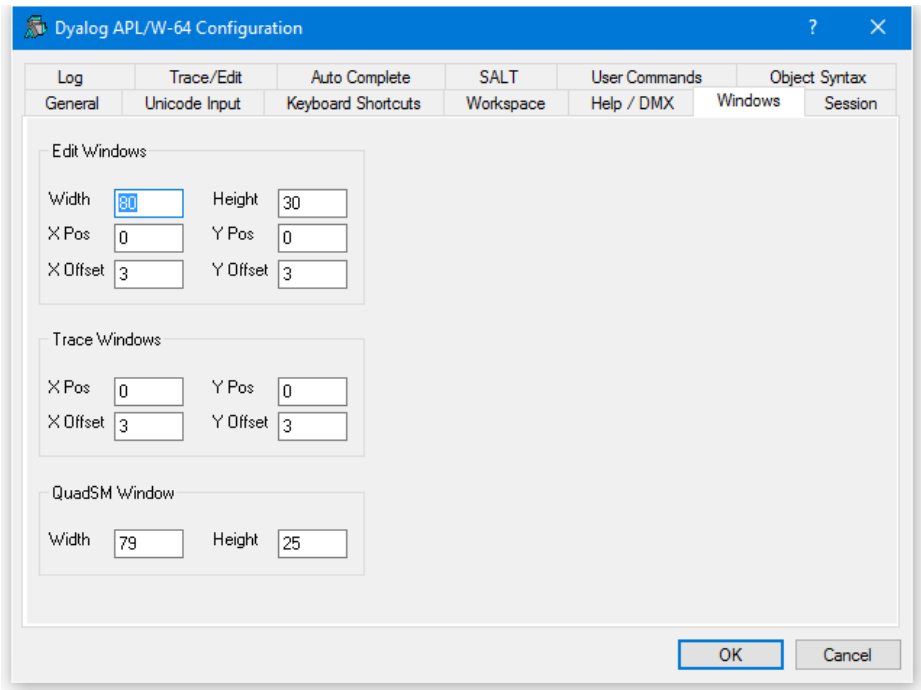 Dyalog APL/W-64 Configuration ?
Log Trace/Edit Auto Complete SALT User Commands Object Syntax
General Unicode Input Keyboard Shortcuts Workspace Help / DMX Windows Session
Edit Windows
Width 80 Height 30
X Pos 0 Y Pos 0
X Offset 3 Y Offset 3
Trace Windows
X Pos 0 Y Pos 0
X Offset 3 Y Offset 3
QuadSM Window
Width 79 Height 25
OK Cancel